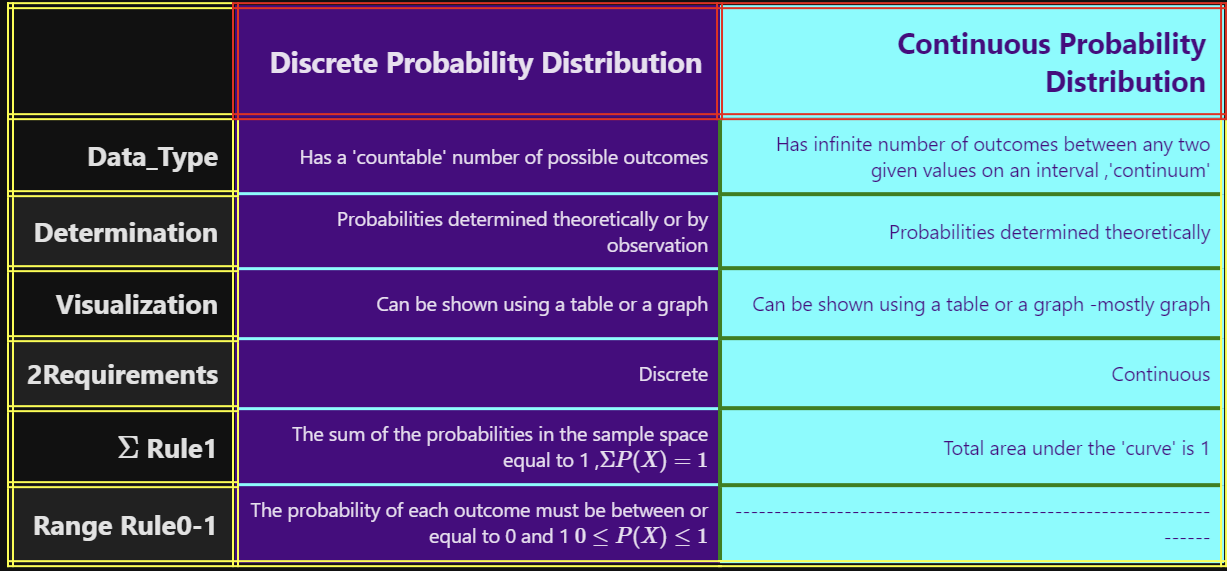 Discrete Probability Distribution
Continuous Probability
Distribution
Data_Type
Has a 'countable' number of possible outcomes
Has infinite number of outcomes between any two
given values on an interval ,'continuum'
Determination
Probabilities determined theoretically or by
observation
Probabilities determined theoretically
Visualization
Can be shown using a table or a graph
Can be shown using a table or a graph -mostly graph
2Requirements
Discrete
Continuous
Σ Rule1
The sum of the probabilities in the sample space
equal to 1 ,ΣP(X) = 1
Total area under the 'curve' is 1
Range Rule0-1
The probability of each outcome must be between or
equal to 0 and 1 0 ≤ P(X) ≤ 1
-------------------------------------------------------------
------